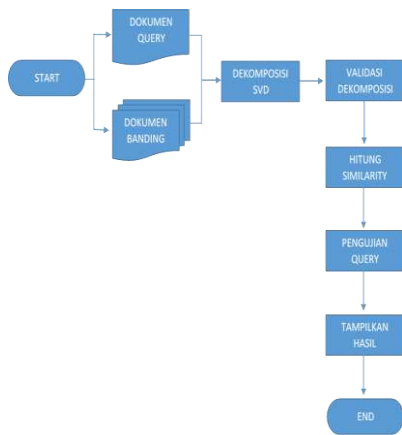 DOKUMEN
QUERY
START
DOKUMEN
BANDING
DEKOMPOSISI
SVD
VALIDASI
DEKOMPOSISI
HITUNG
SIMILARITY
PENGUJIAN
QUERY
TAMPILKAN
HASIL
END